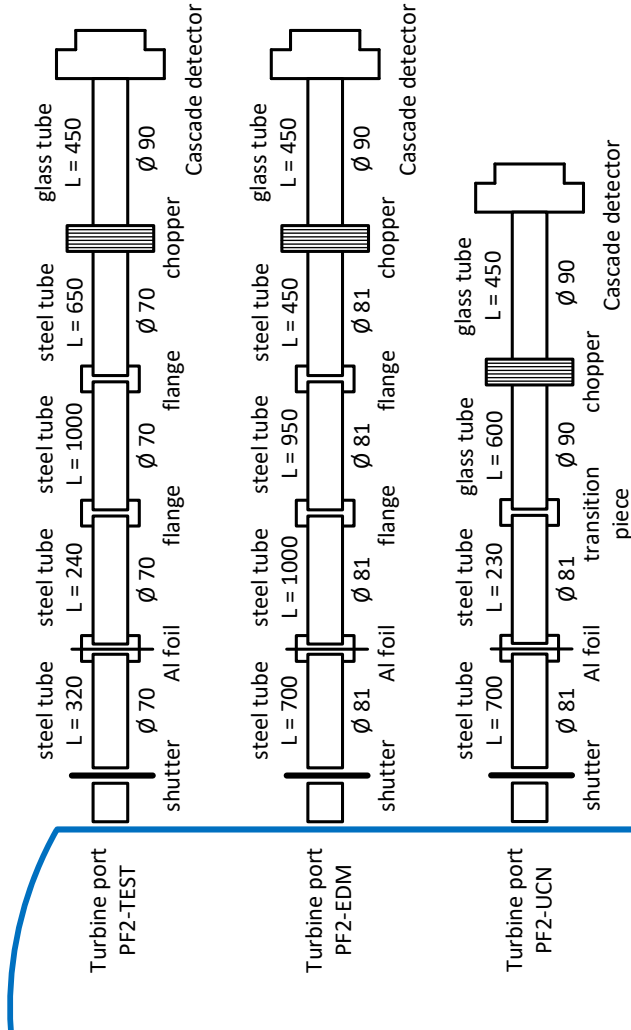 Turbine port
PF2-TEST
shutter
steel tube
L = 320
Ø 70
Al foil
steel tube
L = 240
Ø 70
flange
steel tube
L = 1000
Ø 70
flange
steel tube
L = 650
Ø 70
chopper
glass tube
L = 450
Ø 90
Cascade detector
Turbine port
PF2-EDM
shutter
steel tube
L = 700
Ø 81
Al foil
steel tube
L = 1000
Ø 81
flange
steel tube
L = 950
Ø 81
flange
steel tube
L = 450
Ø 81
chopper
glass tube
L = 450
Ø 90
Cascade detector
Turbine port
PF2-UCN
shutter
steel tube
L = 700
Ø 81
Al foil
steel tube
L = 230
Ø 81
transition
piece
glass tube
L = 600
Ø 90
chopper
glass tube
L = 450
Ø 90
Cascade detector